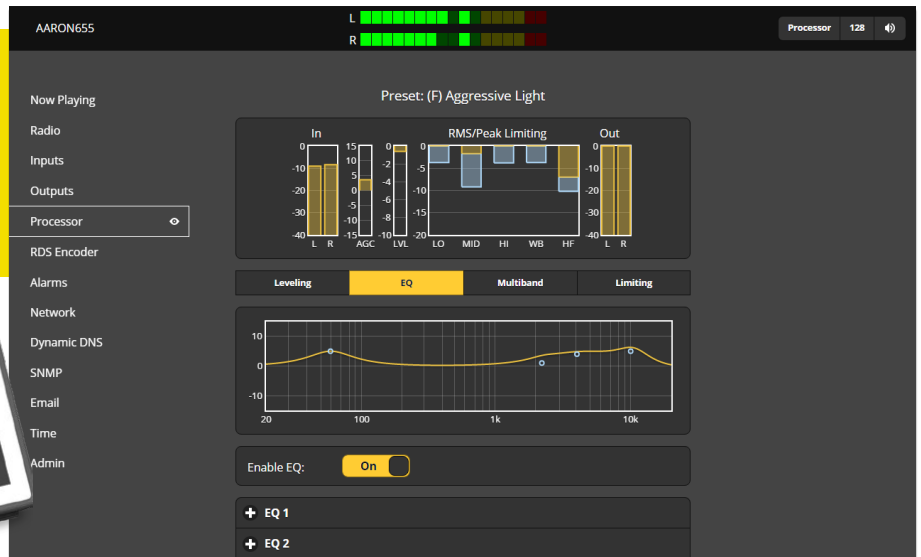 AARON655
L
R
Processor 128
Now Playing
Radio
Inputs
Outputs
Processor
RDS Encoder
Alarms
Network
Dynamic DNS
SNMP
Email
Time
Admin
Preset: (F) Aggressive Light
In RMS/Peak Limiting Out
0 15 0 0 0
10 -2
-10 5 -5 -10
-4
-20 0 -10 -20
-5 -6
-30 -15 -30
-10 -8
-40 -15 -10 -20 -40
L R AGC LVL LO MID HI WB HF L R
Leveling EQ Multiband Limiting
10
0
-10
20 100 1k 10k
Enable EQ: On
EQ 1
EQ 2